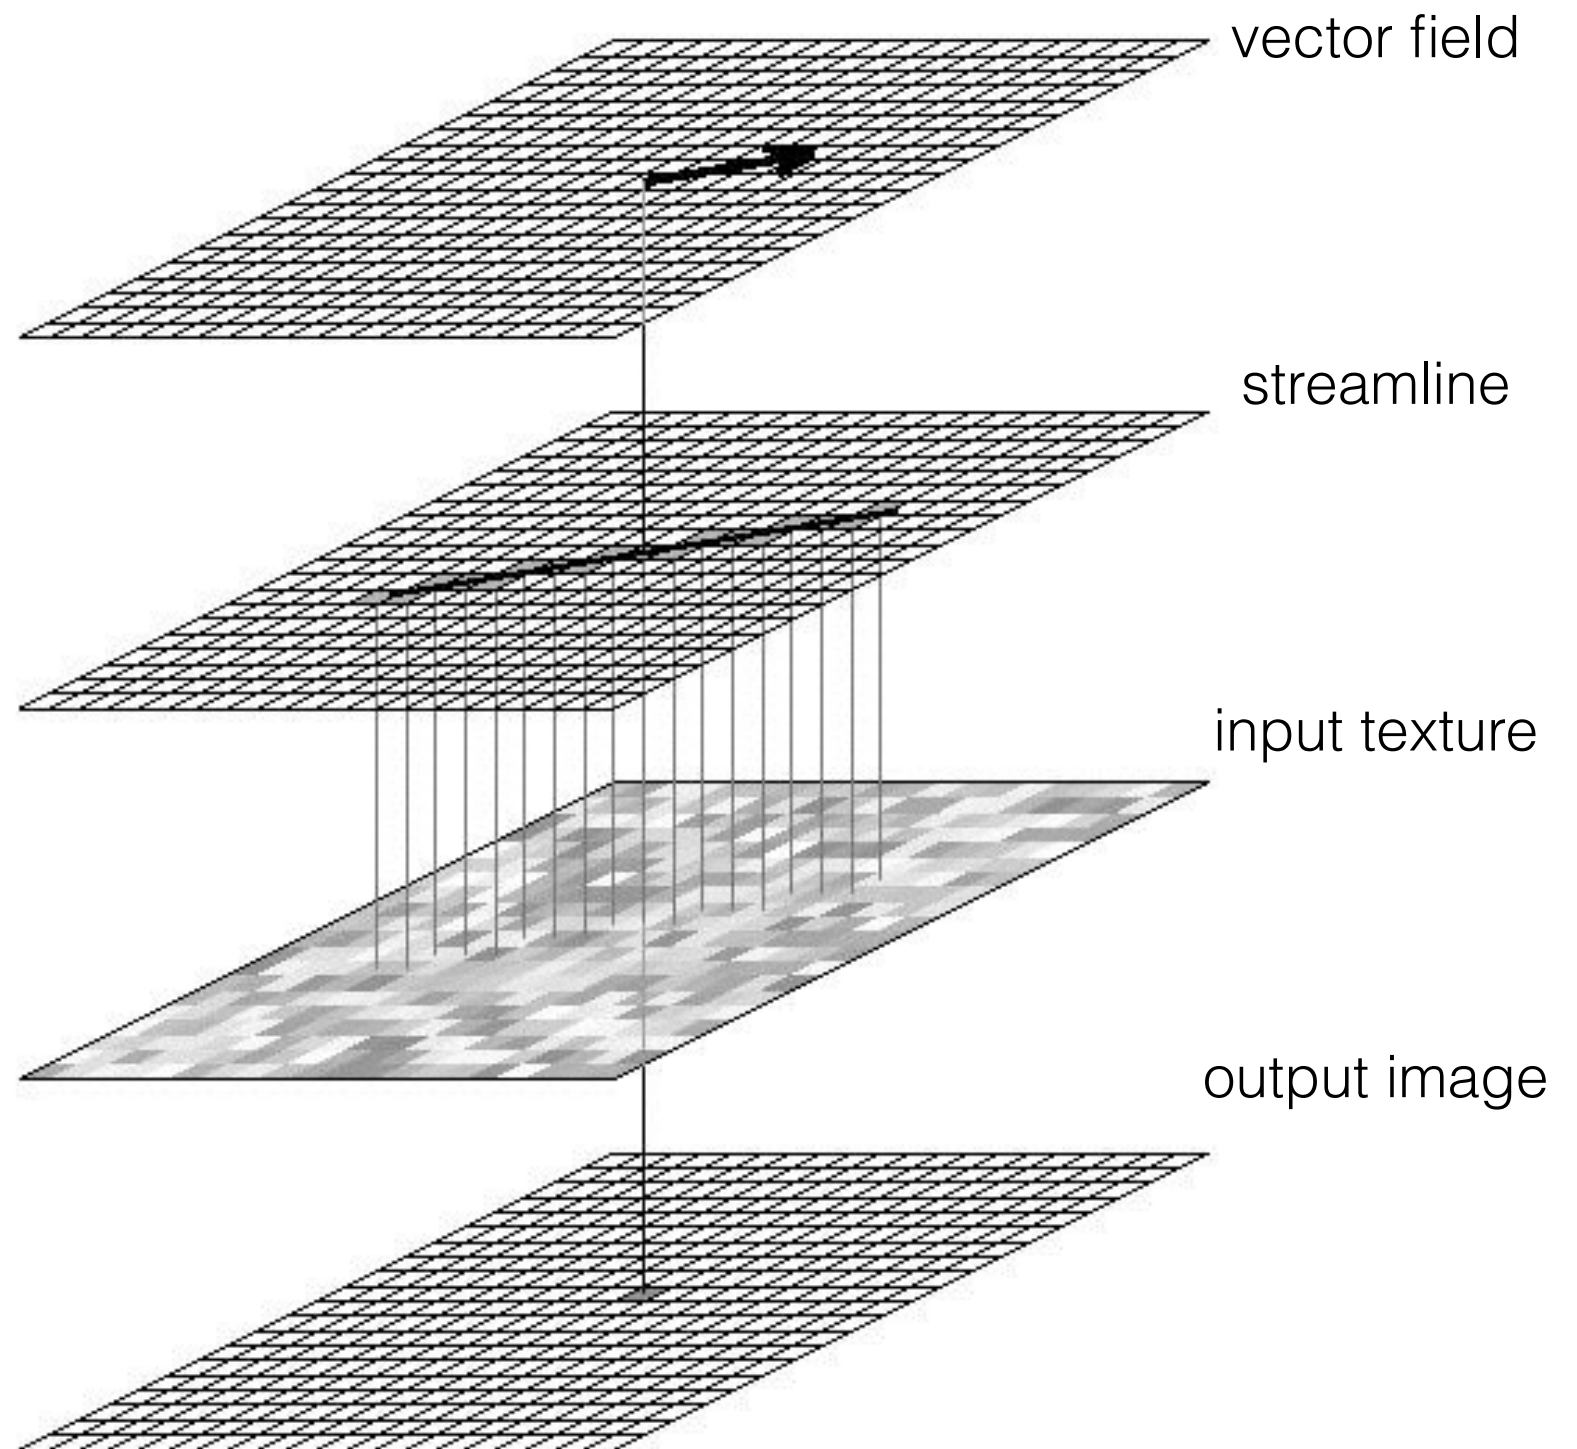 vector field
streamline
input texture
output image